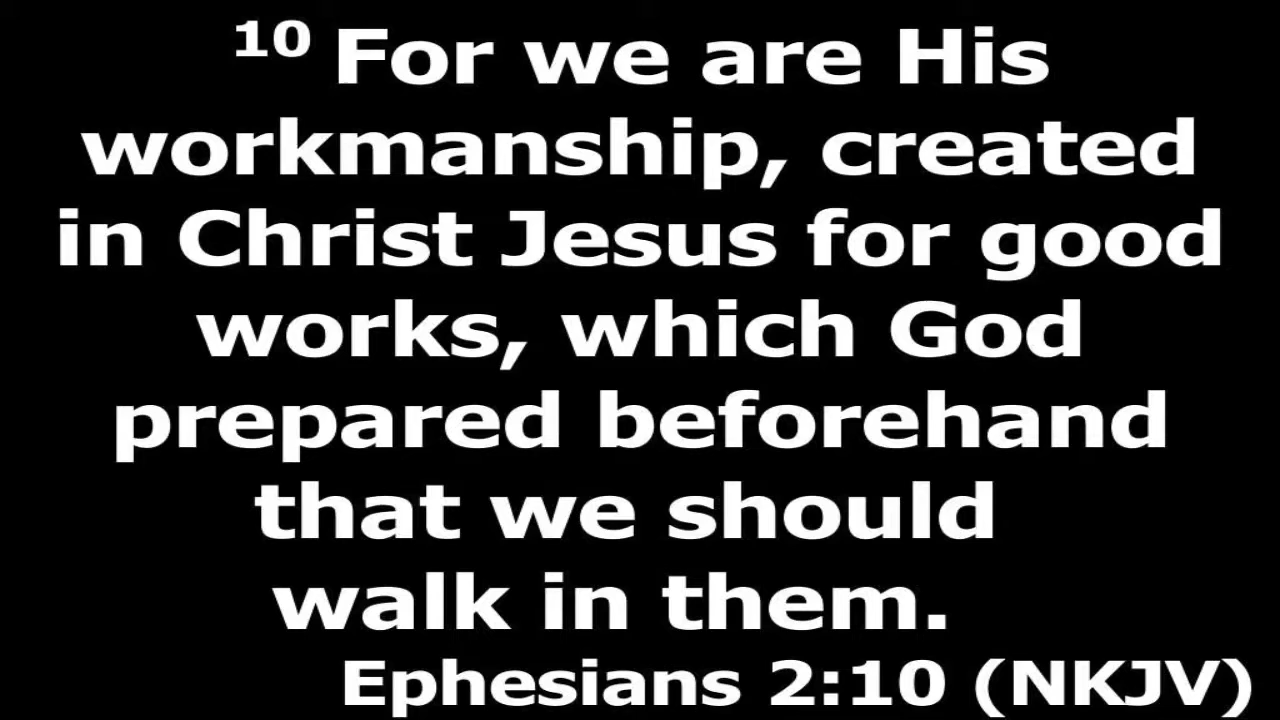 10 For we are His
workmanship, created
in Christ Jesus for good
works, which God
prepared beforehand
that we should
walk in them.
Ephesians 2:10 (NKJV)